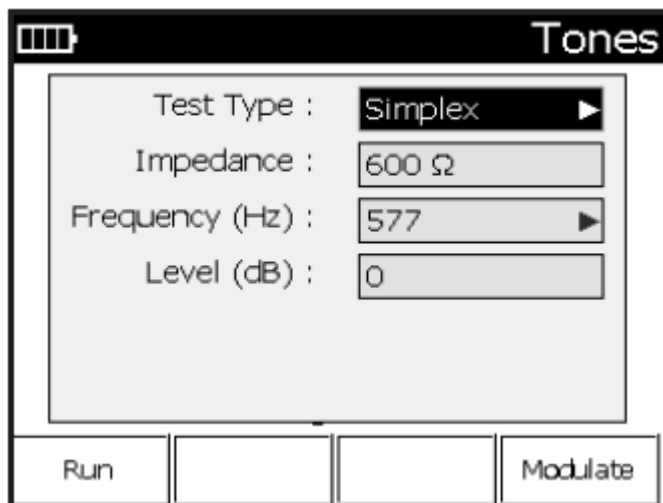 Tones
Test Type : Simplex
Impedance : 600 Ω
Frequency (Hz) : 577
Level (dB) : 0
Run Modulate